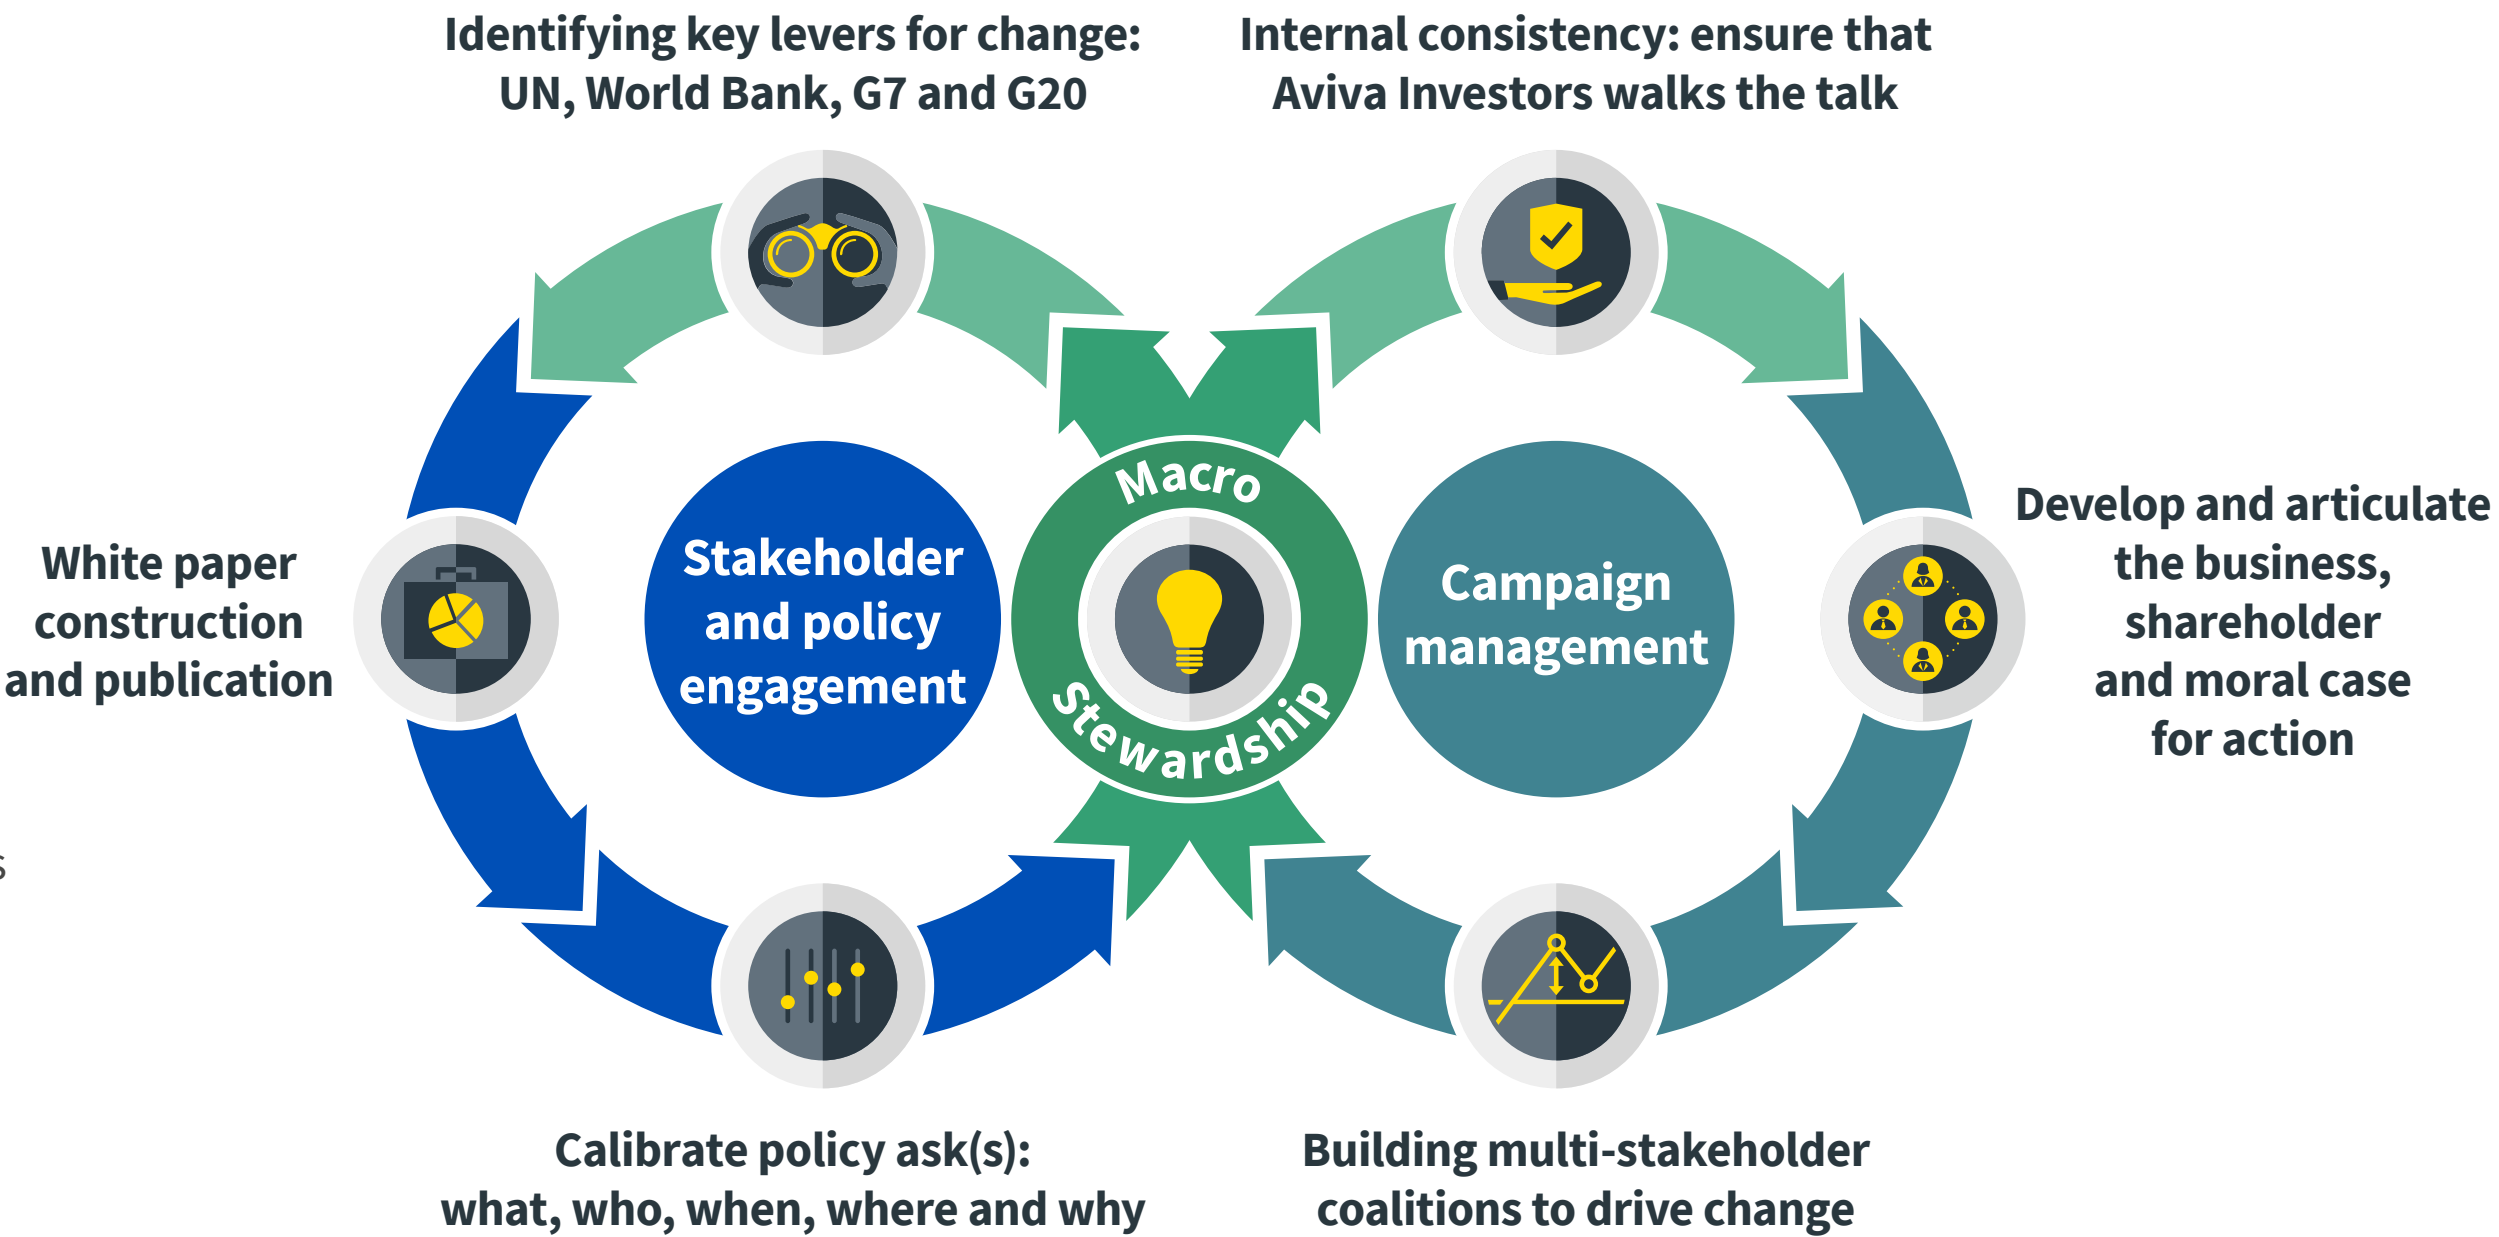 Identifying key levers for change:
UN, World Bank, G7 and G20
Internal consistency: ensure that
Aviva Investors walks the talk
White paper
construction
and publication
Stakeholder
and policy
engagement
Macro
Stewardship
Campaign
management
Develop and articulate
the business,
shareholder
and moral case
for action
s
Calibrate policy ask(s):
what, who, when, where and why
Building multi-stakeholder
coalitions to drive change